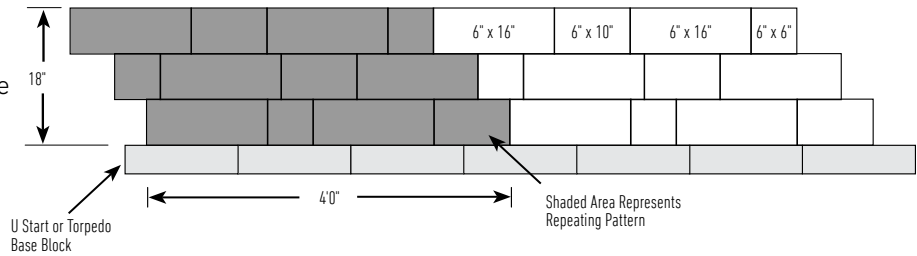 6" x 16" 6" x 10" 6" x 16" 6" x 6"
18"
e
4'0"
U Start or Torpedo
Base Block
Shaded Area Represents
Repeating Pattern